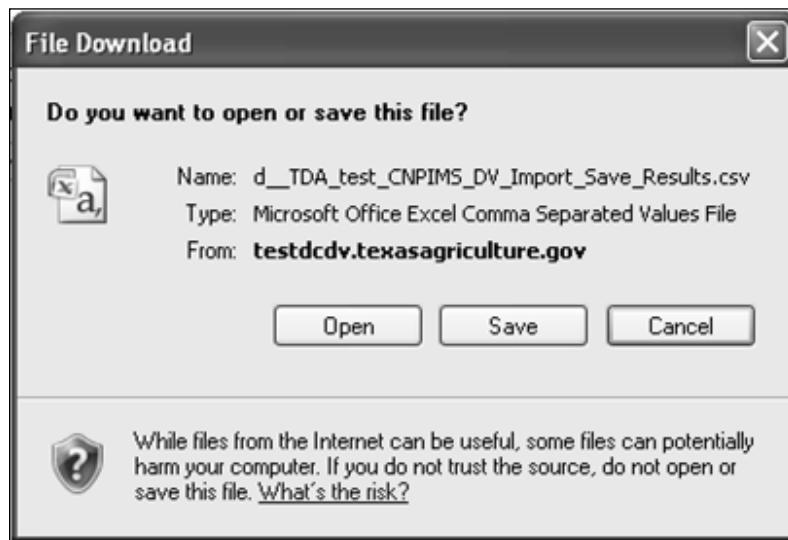 File Download
Do you want to open or save this file?
Name: d__TDA_test_CNPIMS_DV_Import_Save_Results.csv
Type: Microsoft Office Excel Comma Separated Values File
From: testdcdv.texasagriculture.gov
Open Save Cancel
While files from the Internet can be useful, some files can potentially
harm your computer. If you do not trust the source, do not open or
save this file. What's the risk?